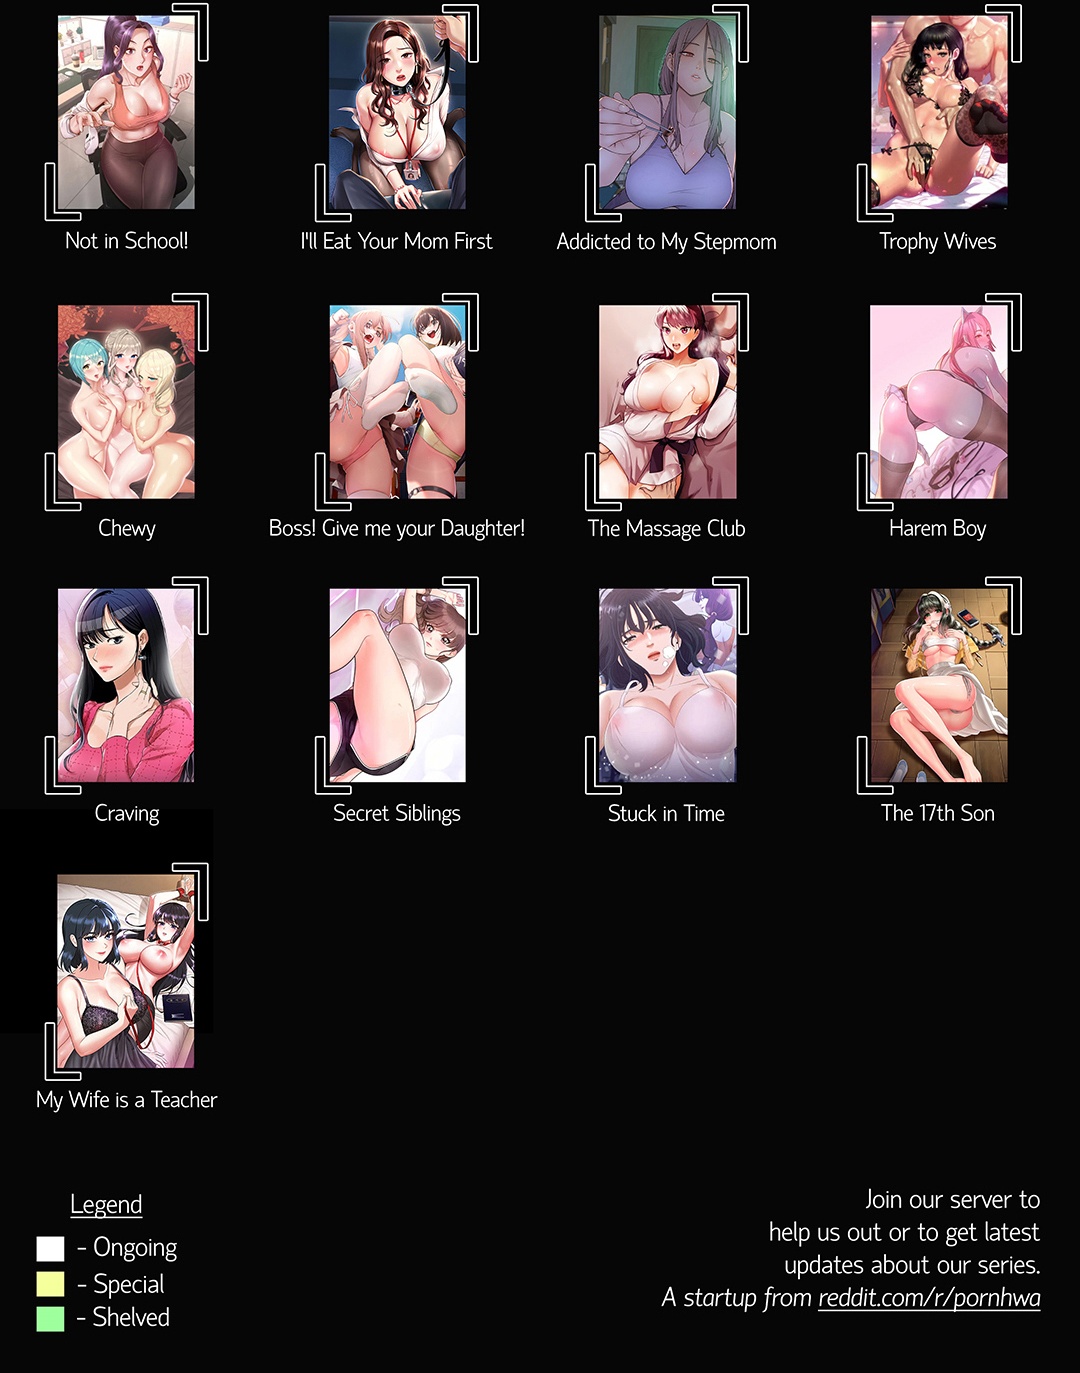 Not in School!
I'll Eat Your Mom First
Addicted to My Stepmom
Trophy Wives
Chewy
Boss! Give me your Daughter!
The Massage Club
Harem Boy
Craving
Secret Siblings
Stuck in Time
The 17th Son
My Wife is a Teacher
Legend
- Ongoing
- Special
- Shelved
Join our server to
help us out or to get latest
updates about our series.
A startup from reddit.com/r/pornhwa